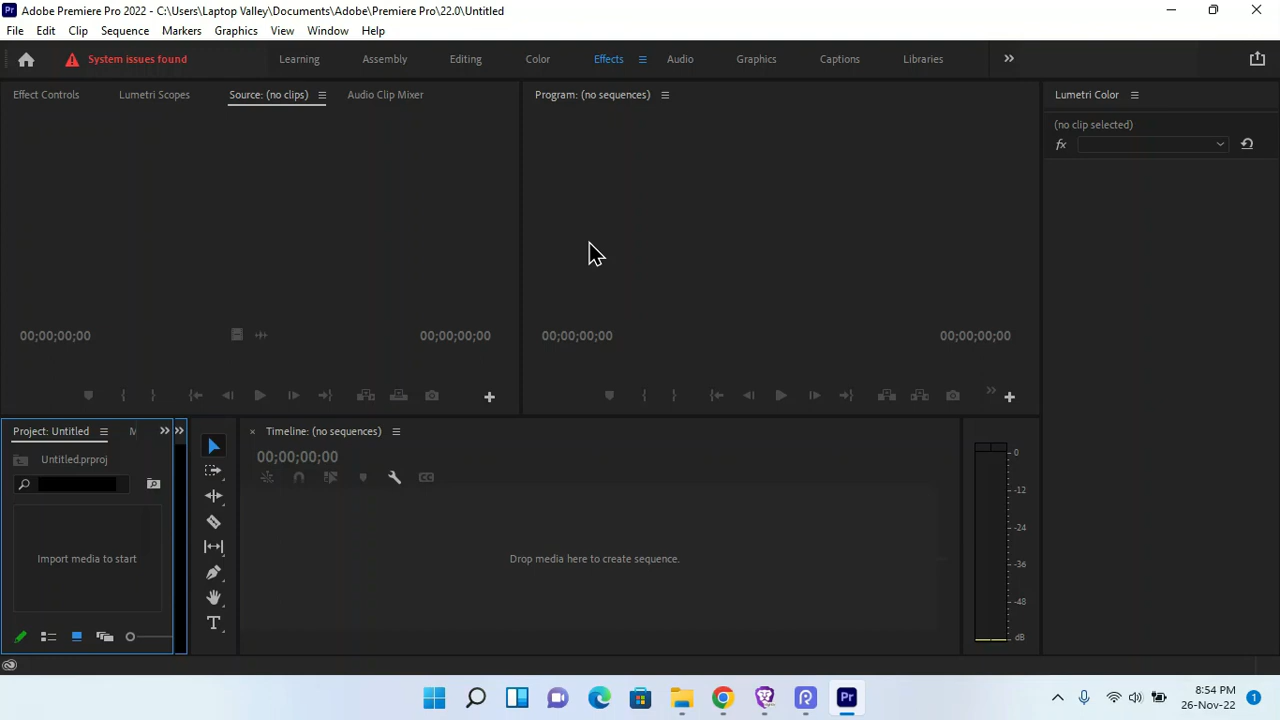 Pr Adobe Premiere Pro 2022 - C:\Users\Laptop Valley\Documents\Adobe\Premiere Pro\22.0\Untitled
File Edit Clip Sequence Markers Graphics View Window Help
System issues found Learning Assembly Editing Color Effects Audio Graphics Captions Libraries
Effect Controls Lumetri Scopes Source: (no clips) Audio Clip Mixer Program: (no sequences) Lumetri Color
(no clip selected)
fx
00;00;00;00 00;00;00;00 00;00;00;00 00;00;00;00
Project: Untitled M Timeline: (no sequences)
Untitled.prproj 00;00;00;00
CC
Import media to start
Drop media here to create sequence.
0
-12
-24
-36
-48
dB
T
Pr
8:54 PM
26-Nov-22
1